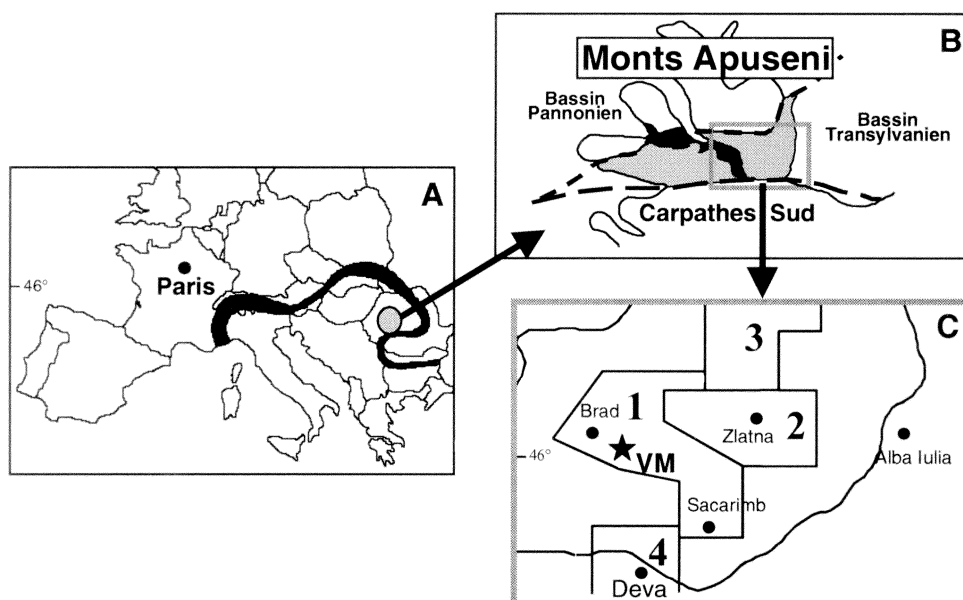 A
46°
Paris
B
Monts Apuseni
Bassin
Pannonien
Bassin
Transylvanien
Carpathes Sud
C
3
Brad 1
2
Zlatna
46°
VM
Alba Iulia
Sacarimb
4
Deva